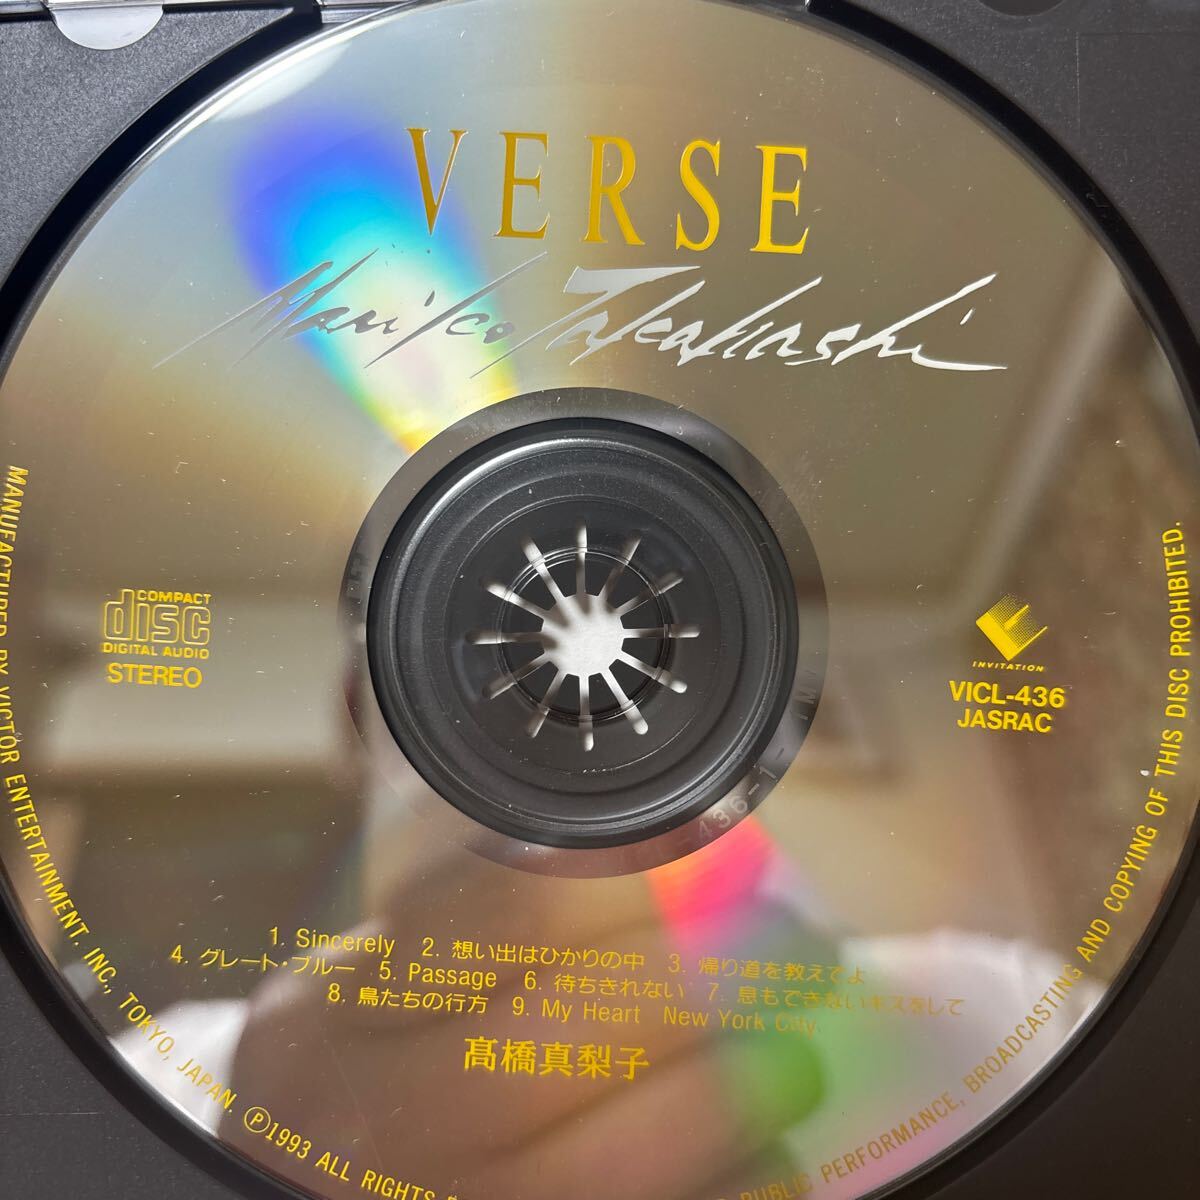 VERSE
Mariko Takahashi
COMPACT
disc
DIGITAL AUDIO
STEREO
INVITATION
VICL-436
JASRAC
436-1
1. Sincerely 2. 想い出はひかりの中 3. 帰り道を教えてよ
4. グレート・ブルー 5. Passage 6. 待ちきれない 7. 息もできないキスをして
8. 鳥たちの行方 9. My Heart New York City.
髙橋真梨子
MANUFACTURED BY VICTOR ENTERTAINMENT. INC., TOKYO, JAPAN. Ⓟ1993 ALL RIGHTS
PUBLIC PERFORMANCE, BROADCASTING AND COPYING OF THIS DISC PROHIBITED.